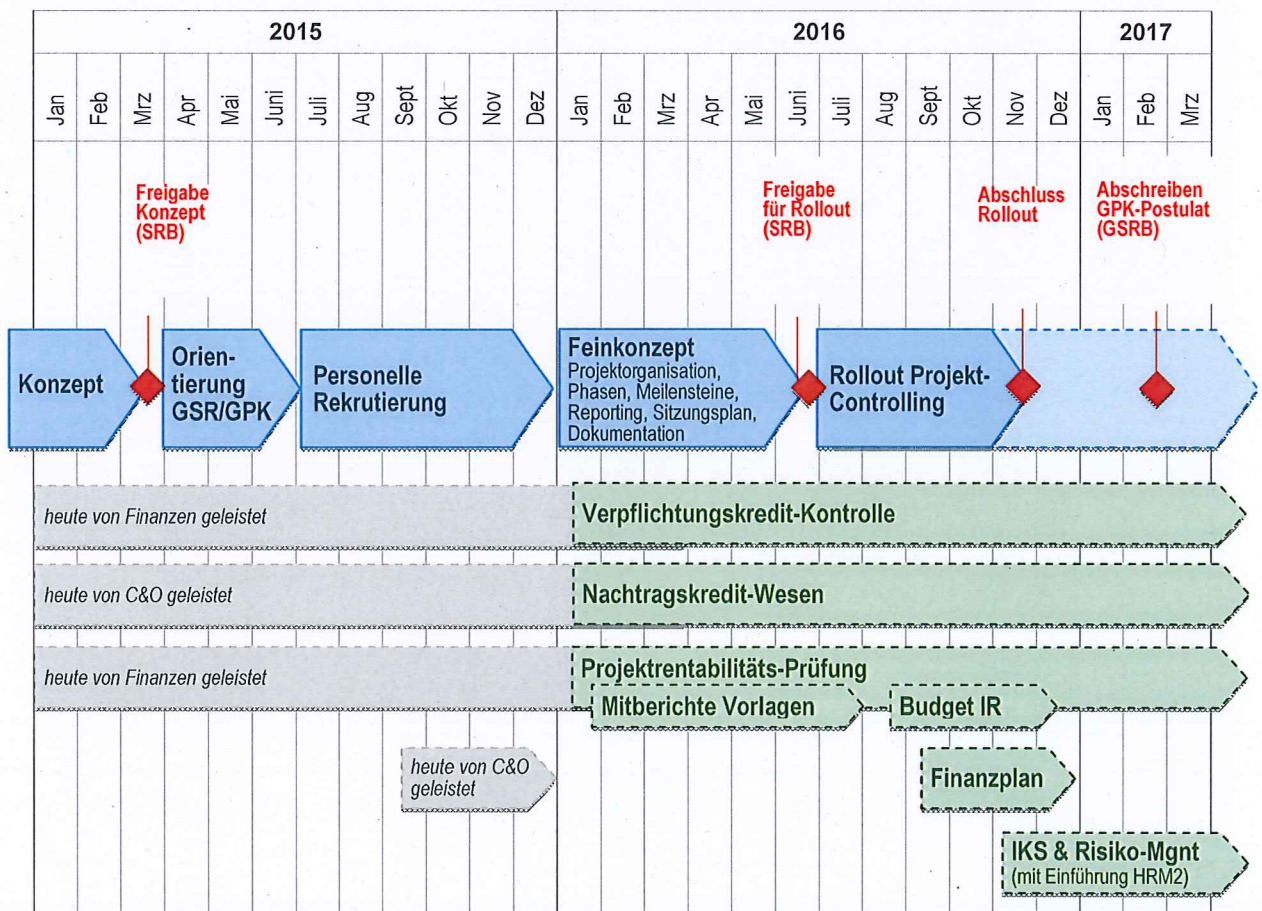 2015 2016 2017
Jan Feb Mrz Apr Mai Juni Juli Aug Sept Okt Nov Dez Jan Feb Mrz Apr Mai Juni Juli Aug Sept Okt Nov Dez Jan Feb Mrz
Freigabe
Konzept
(SRB)
Freigabe
für Rollout
(SRB)
Abschluss
Rollout
Abschreiben
GPK-Postulat
(GSRB)
Konzept
Orien-
tierung
GSR/GPK
Personelle
Rekrutierung
Feinkonzept
Projektorganisation,
Phasen, Meilensteine,
Reporting, Sitzungsplan,
Dokumentation
Rollout Projekt-
Controlling
heute von Finanzen geleistet
Verpflichtungskredit-Kontrolle
heute von C&O geleistet
Nachtragskredit-Wesen
heute von Finanzen geleistet
Projektrentabilitäts-Prüfung
Mitberichte Vorlagen
Budget IR
heute von C&O
geleistet
Finanzplan
IKS & Risiko-Mgnt
(mit Einführung HRM2)